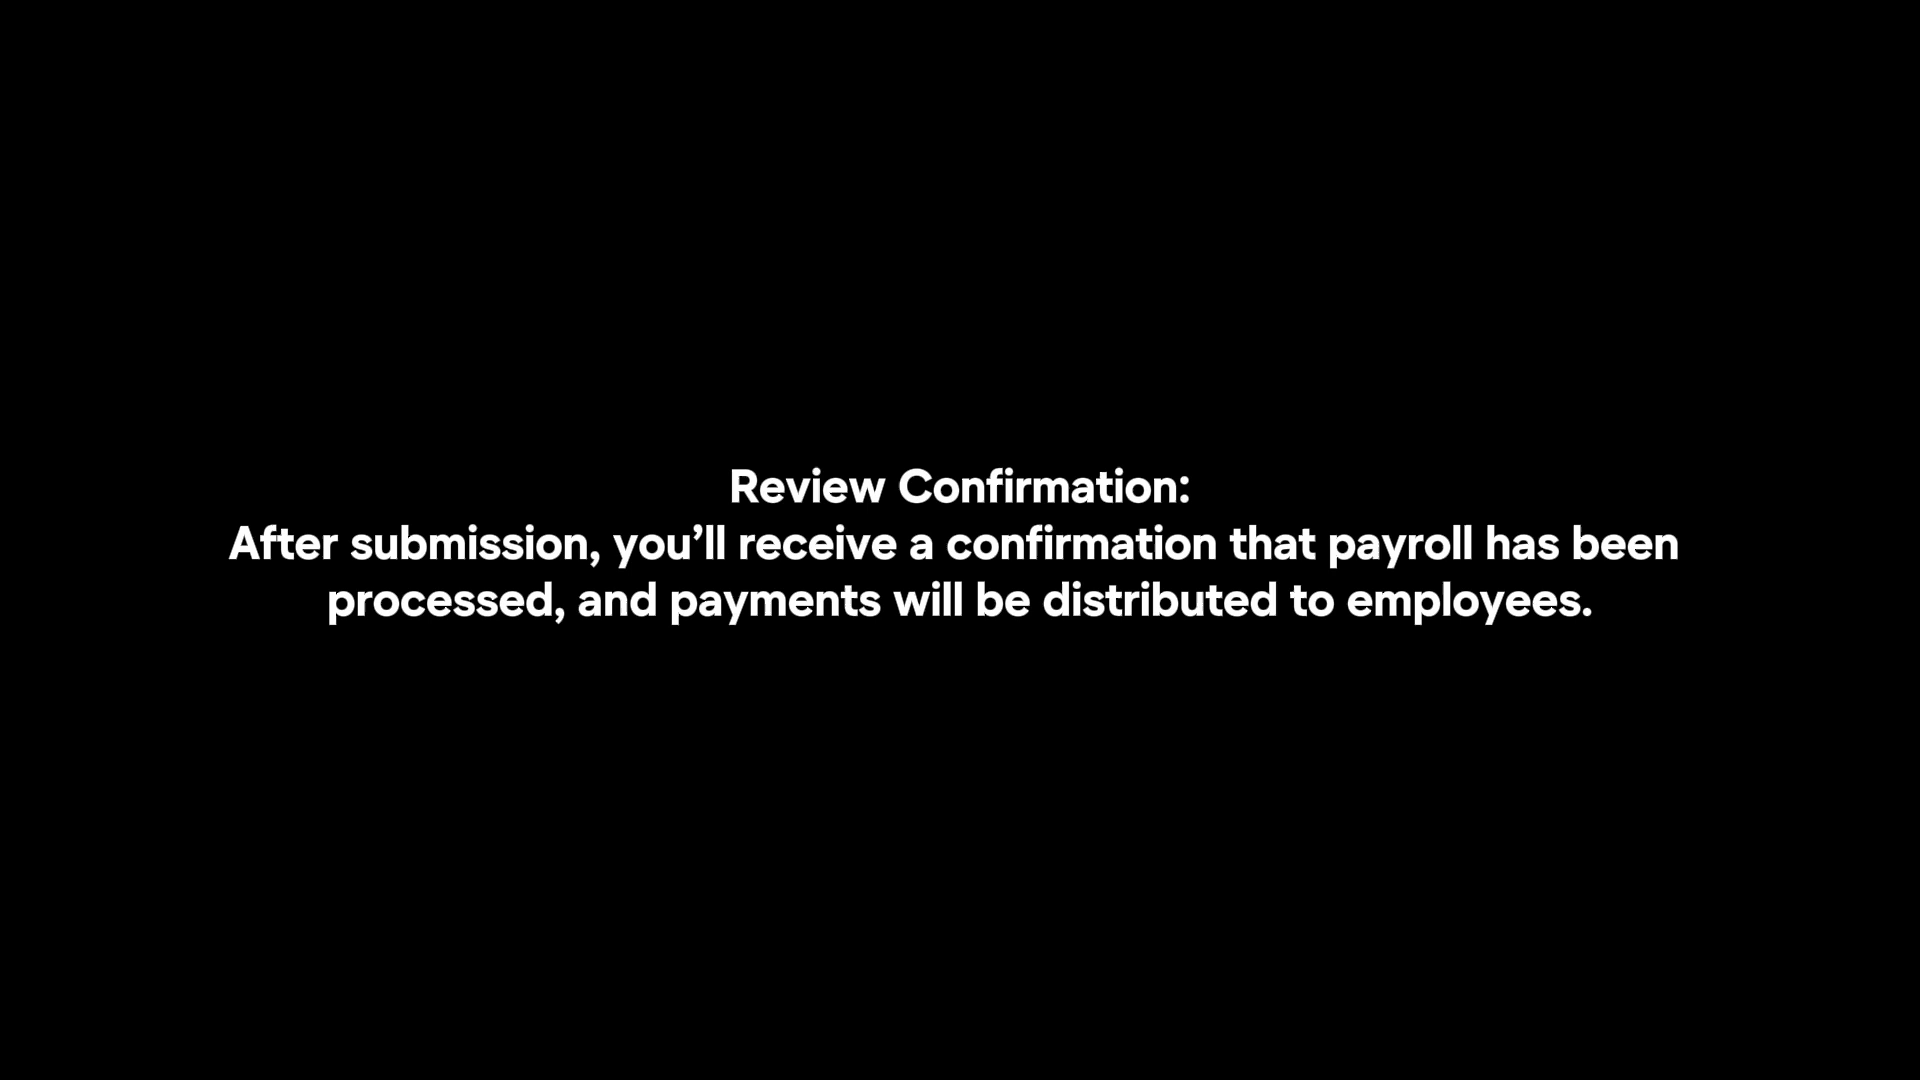 Review Confirmation:
After submission, you’ll receive a confirmation that payroll has been
processed, and payments will be distributed to employees.